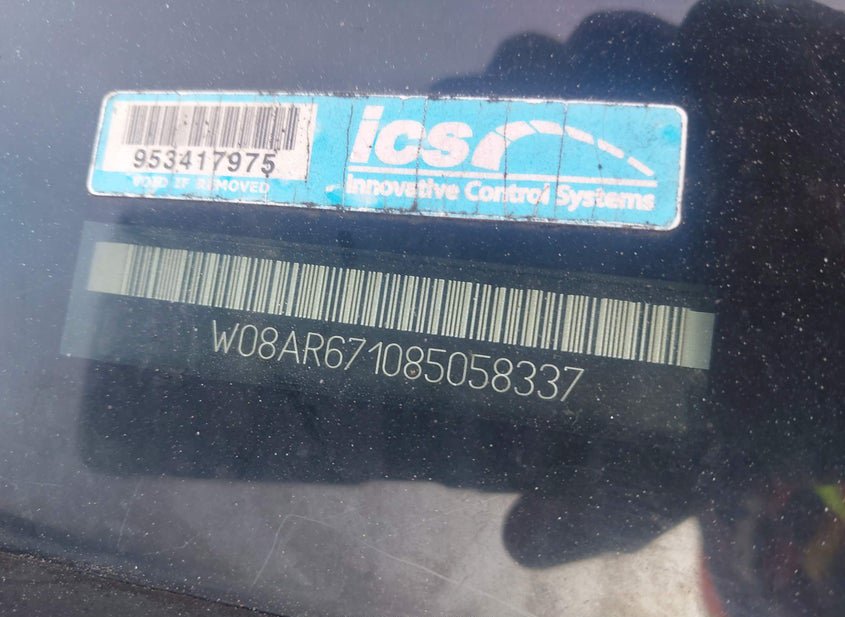 953417975
VOID IF REMOVED
ics
Innovative Control Systems
W08AR671085058337